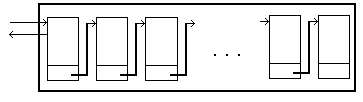 . . .